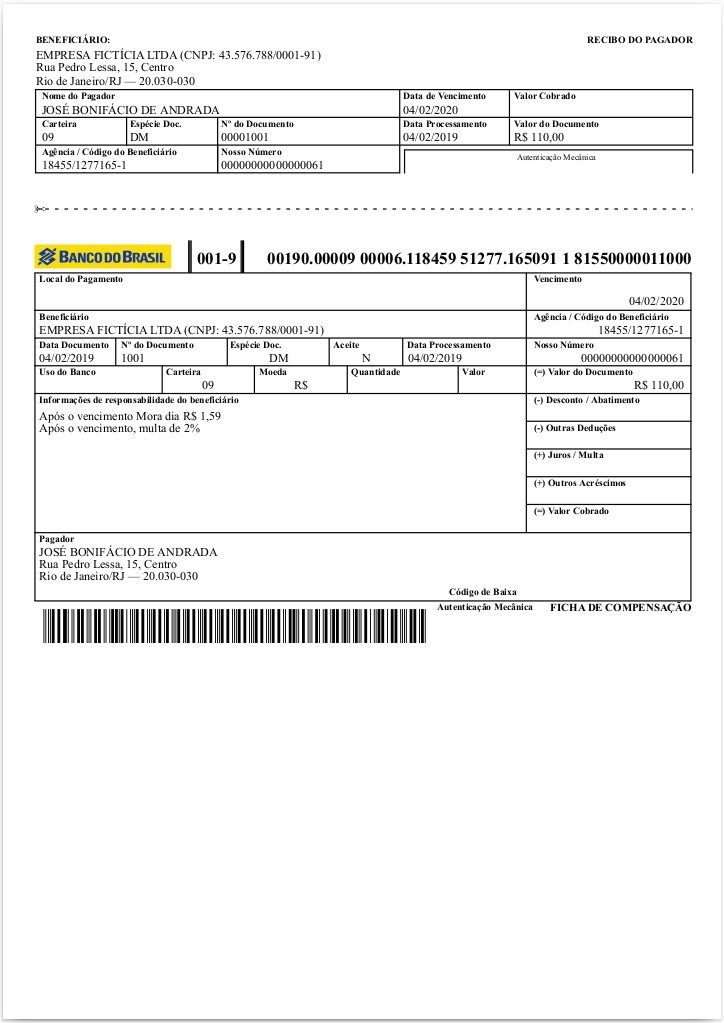 BENEFICIÁRIO:
RECIBO DO PAGADOR
EMPRESA FICTÍCIA LTDA (CNPJ: 43.576.788/0001-91)
Rua Pedro Lessa, 15, Centro
Rio de Janeiro/RJ — 20.030-030
Nome do Pagador Data de Vencimento Valor Cobrado
JOSÉ BONIFÁCIO DE ANDRADA 04/02/2020
Carteira Espécie Doc. Nº do Documento Data Processamento Valor do Documento
09 DM 00001001 04/02/2019 R$ 110,00
Agência / Código do Beneficiário Nosso Número Autenticação Mecânica
18455/1277165-1 00000000000000061
BANCO DO BRASIL 001-9 00190.00009 00006.118459 51277.165091 1 81550000011000
Local do Pagamento Vencimento
04/02/2020
Beneficiário Agência / Código do Beneficiário
EMPRESA FICTÍCIA LTDA (CNPJ: 43.576.788/0001-91) 18455/1277165-1
Data Documento Nº do Documento Espécie Doc. Aceite Data Processamento Nosso Número
04/02/2019 1001 DM N 04/02/2019 00000000000000061
Uso do Banco Carteira Moeda Quantidade Valor (=) Valor do Documento
09 R$ R$ 110,00
Informações de responsabilidade do beneficiário (-) Desconto / Abatimento
Após o vencimento Mora dia R$ 1,59
Após o vencimento, multa de 2% (-) Outras Deduções
(+) Juros / Multa
(+) Outros Acréscimos
(=) Valor Cobrado
Pagador
JOSÉ BONIFÁCIO DE ANDRADA
Rua Pedro Lessa, 15, Centro
Rio de Janeiro/RJ — 20.030-030
Código de Baixa
Autenticação Mecânica FICHA DE COMPENSAÇÃO